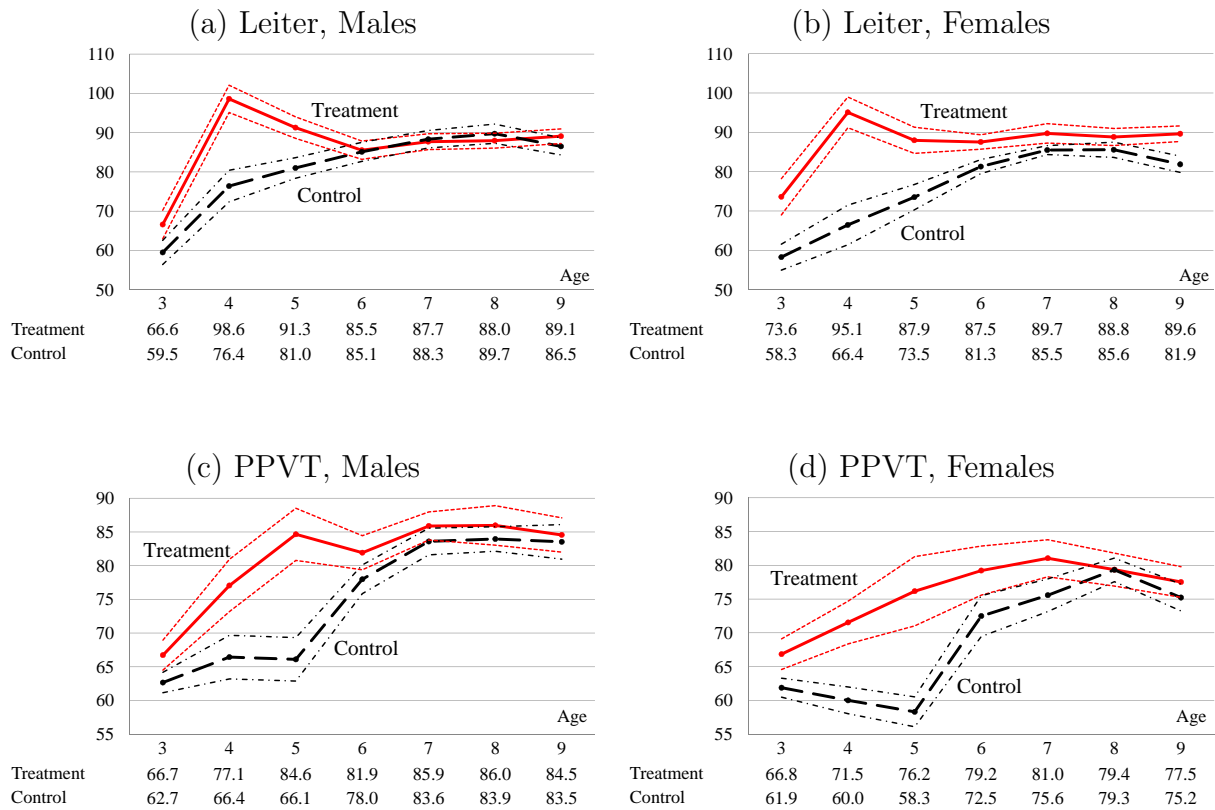 (a) Leiter, Males
110
100
90
80
70
60
50
Treatment
Control
Age
3 4 5 6 7 8 9
Treatment 66.6 98.6 91.3 85.5 87.7 88.0 89.1
Control 59.5 76.4 81.0 85.1 88.3 89.7 86.5
(b) Leiter, Females
110
100
90
80
70
60
50
Treatment
Control
Age
3 4 5 6 7 8 9
Treatment 73.6 95.1 87.9 87.5 89.7 88.8 89.6
Control 58.3 66.4 73.5 81.3 85.5 85.6 81.9
(c) PPVT, Males
90
85
80
75
70
65
60
55
Treatment
Control
Age
3 4 5 6 7 8 9
Treatment 66.7 77.1 84.6 81.9 85.9 86.0 84.5
Control 62.7 66.4 66.1 78.0 83.6 83.9 83.5
(d) PPVT, Females
90
85
80
75
70
65
60
55
Treatment
Control
Age
3 4 5 6 7 8 9
Treatment 66.8 71.5 76.2 79.2 81.0 79.4 77.5
Control 61.9 60.0 58.3 72.5 75.6 79.3 75.2